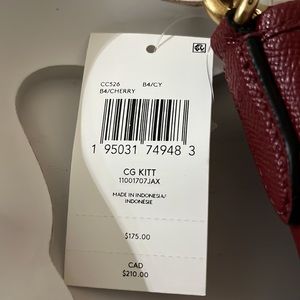 CC526 B4/CY
B4/CHERRY
1 95031 74948 3
CG KITT
11001707JAX
MADE IN INDONESIA/
INDONÉSIE
$175.00
CAD
$210.00